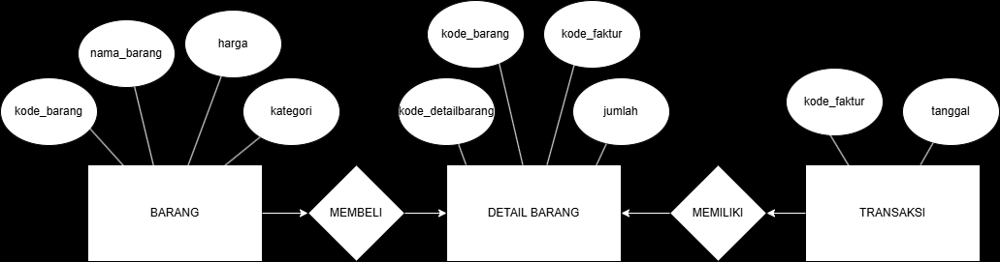 kode_barang
nama_barang
harga
kategori
kode_barang
kode_faktur
kode_detailbarang
jumlah
kode_faktur
tanggal
BARANG
MEMBELI
DETAIL BARANG
MEMILIKI
TRANSAKSI